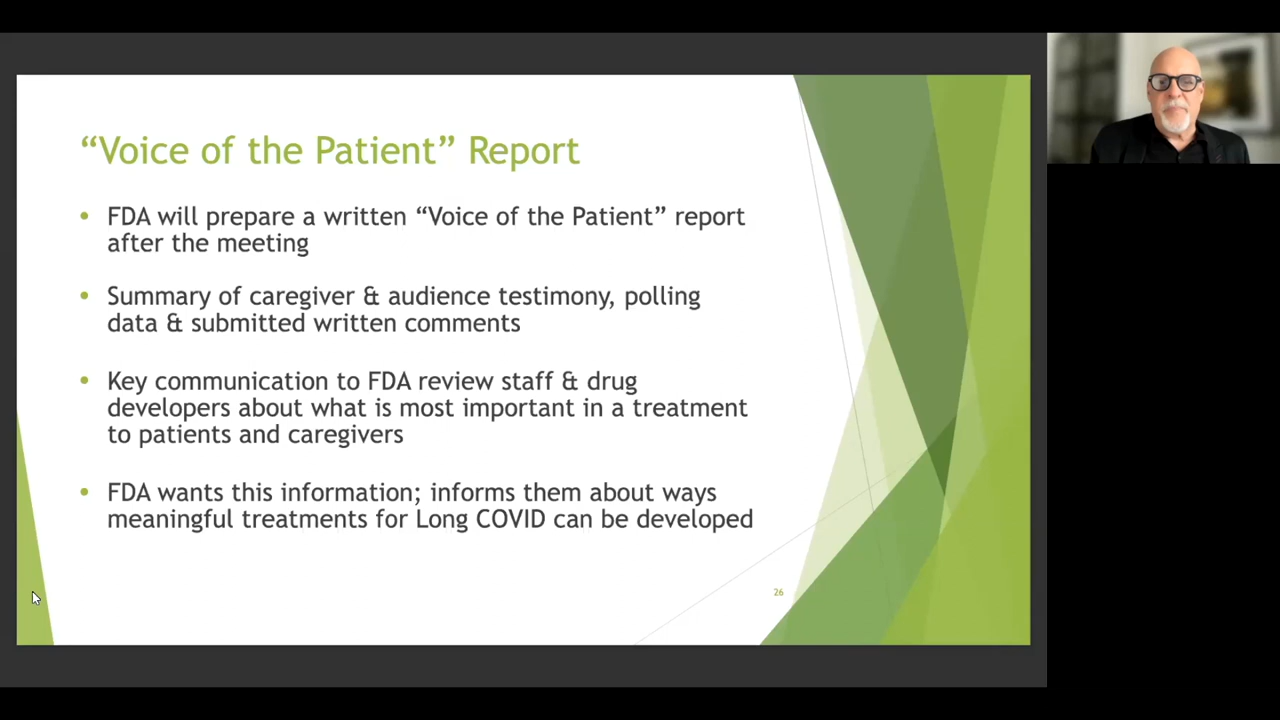 “Voice of the Patient” Report
• FDA will prepare a written “Voice of the Patient” report
after the meeting
• Summary of caregiver & audience testimony, polling
data & submitted written comments
• Key communication to FDA review staff & drug
developers about what is most important in a treatment
to patients and caregivers
• FDA wants this information; informs them about ways
meaningful treatments for Long COVID can be developed
26